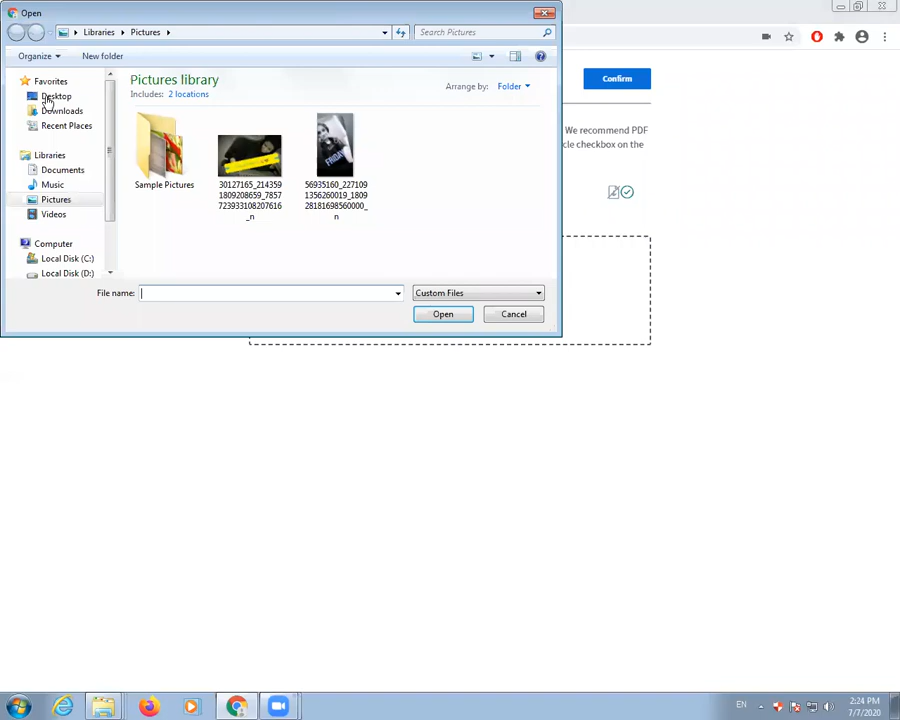 Open
Libraries
Pictures
Search Pictures
Organize
New folder
Favorites
Desktop
Downloads
Recent Places
Libraries
Documents
Music
Pictures
Videos
Computer
Local Disk (C:)
Local Disk (D:)
Pictures library
Includes: 2 locations
Arrange by: Folder
Sample Pictures
30127165_214359
1809208659_7857
723933108207616
_n
FRIDAY
56935160_227109
1356260019_1809
28181698560000_
n
File name:
Custom Files
Open
Cancel
Confirm
We recommend PDF
cle checkbox on the
EN
2:24 PM
7/7/2020